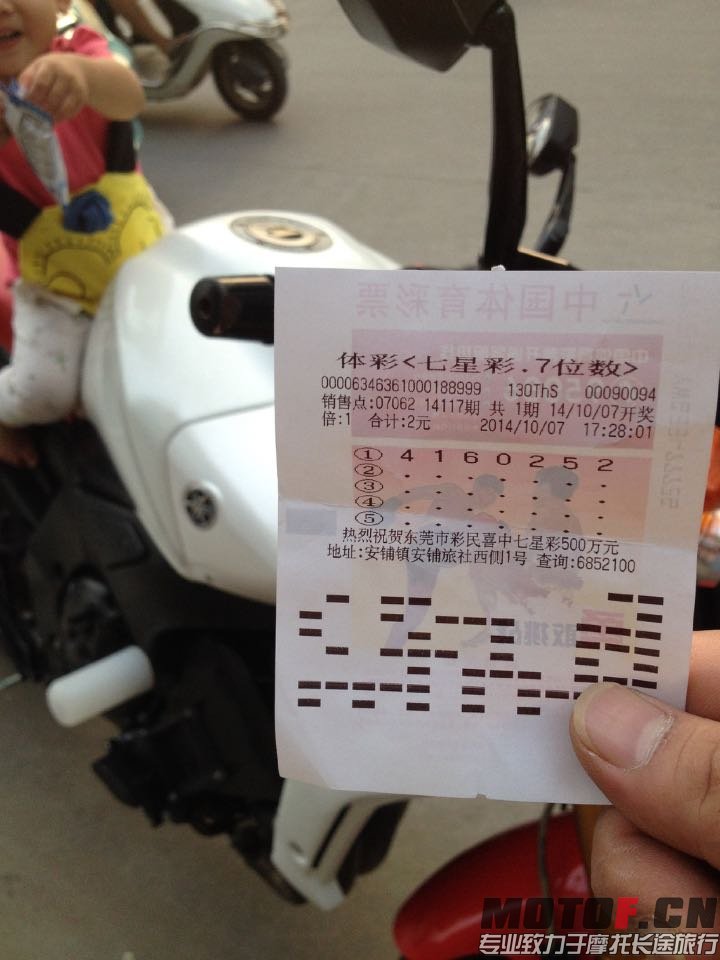 中国体育彩票
体彩<七星彩.7位数>
00006346361000188999 130ThS 00090094
销售点:07062 14117期 共 1期 14/10/07开奖
倍:1 合计:2元 2014/10/07 17:28:01
① 4 1 6 0 2 5 2
② · · · · · · ·
③ · · · · · · ·
④ · · · · · · ·
⑤ · · · · · · ·
热烈祝贺东莞市彩民喜中七星彩500万元
地址:安铺镇安铺旅社西侧1号 查询:6852100
MOTOF.CN
专业致力于摩托长途旅行